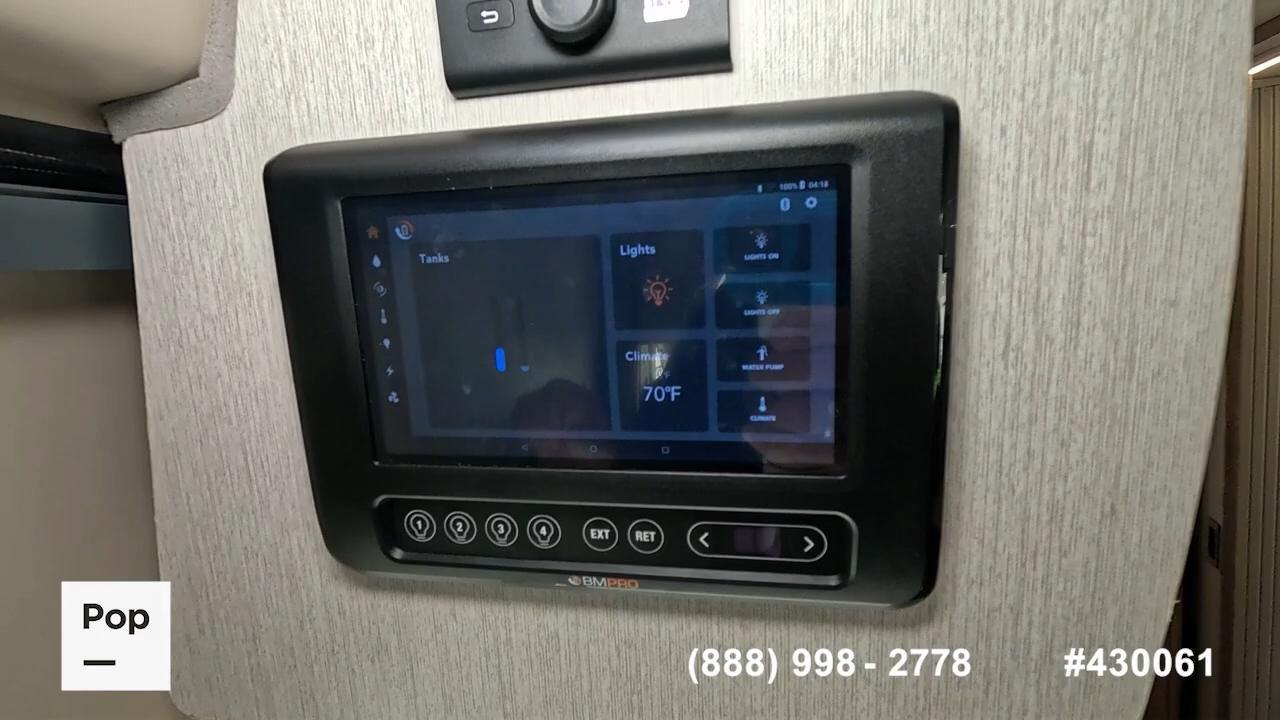 100% 04:18
Tanks
Lights
LIGHTS ON
LIGHTS OFF
Climate
70°F
WATER PUMP
CLIMATE
1 2 3 4 EXT RET < >
BMPRO
Pop
(888) 998 - 2778 #430061